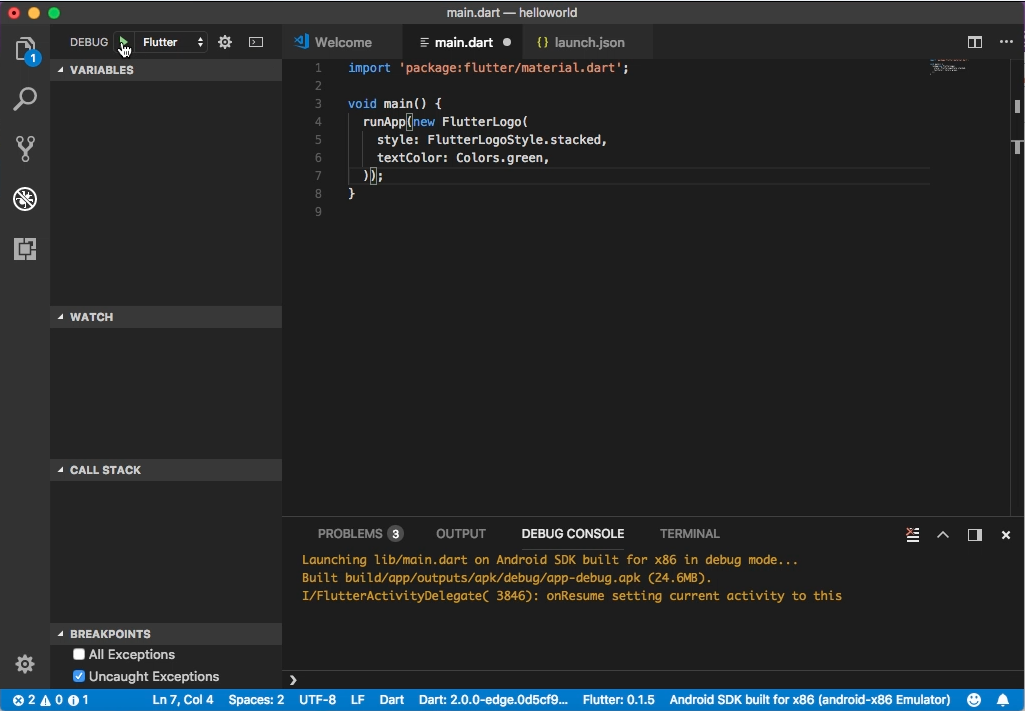 main.dart — helloworld
DEBUG Flutter
Welcome main.dart {} launch.json
1
VARIABLES
1 import 'package:flutter/material.dart';
2
3 void main() {
4 runApp(new FlutterLogo(
5 style: FlutterLogoStyle.stacked,
6 textColor: Colors.green,
7 ));
8 }
9
WATCH
CALL STACK
BREAKPOINTS
All Exceptions
Uncaught Exceptions
PROBLEMS 3 OUTPUT DEBUG CONSOLE TERMINAL
Launching lib/main.dart on Android SDK built for x86 in debug mode...
Built build/app/outputs/apk/debug/app-debug.apk (24.6MB).
I/FlutterActivityDelegate( 3846): onResume setting current activity to this
❯
2 0 1 Ln 7, Col 4 Spaces: 2 UTF-8 LF Dart Dart: 2.0.0-edge.0d5cf9... Flutter: 0.1.5 Android SDK built for x86 (android-x86 Emulator)